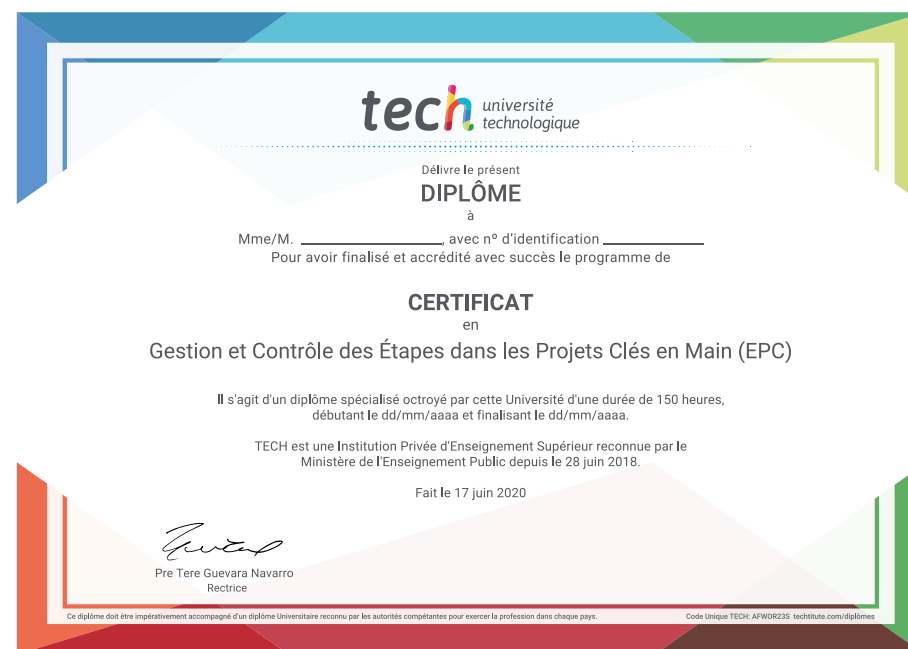 tech université
technologique
Délivre le présent
DIPLÔME
à
Mme/M. ____________________, avec nº d'identification ______________
Pour avoir finalisé et accrédité avec succès le programme de
CERTIFICAT
en
Gestion et Contrôle des Étapes dans les Projets Clés en Main (EPC)
Il s'agit d'un diplôme spécialisé octroyé par cette Université d'une durée de 150 heures,
débutant le dd/mm/aaaa et finalisant le dd/mm/aaaa.
TECH est une Institution Privée d'Enseignement Supérieur reconnue par le
Ministère de l'Enseignement Public depuis le 28 juin 2018.
Fait le 17 juin 2020
Pre Tere Guevara Navarro
Rectrice
Ce diplôme doit être impérativement accompagné d'un diplôme Universitaire reconnu par les autorités compétentes pour exercer la profession dans chaque pays.
Code Unique TECH: AFWOR23S techtitute.com/diplômes